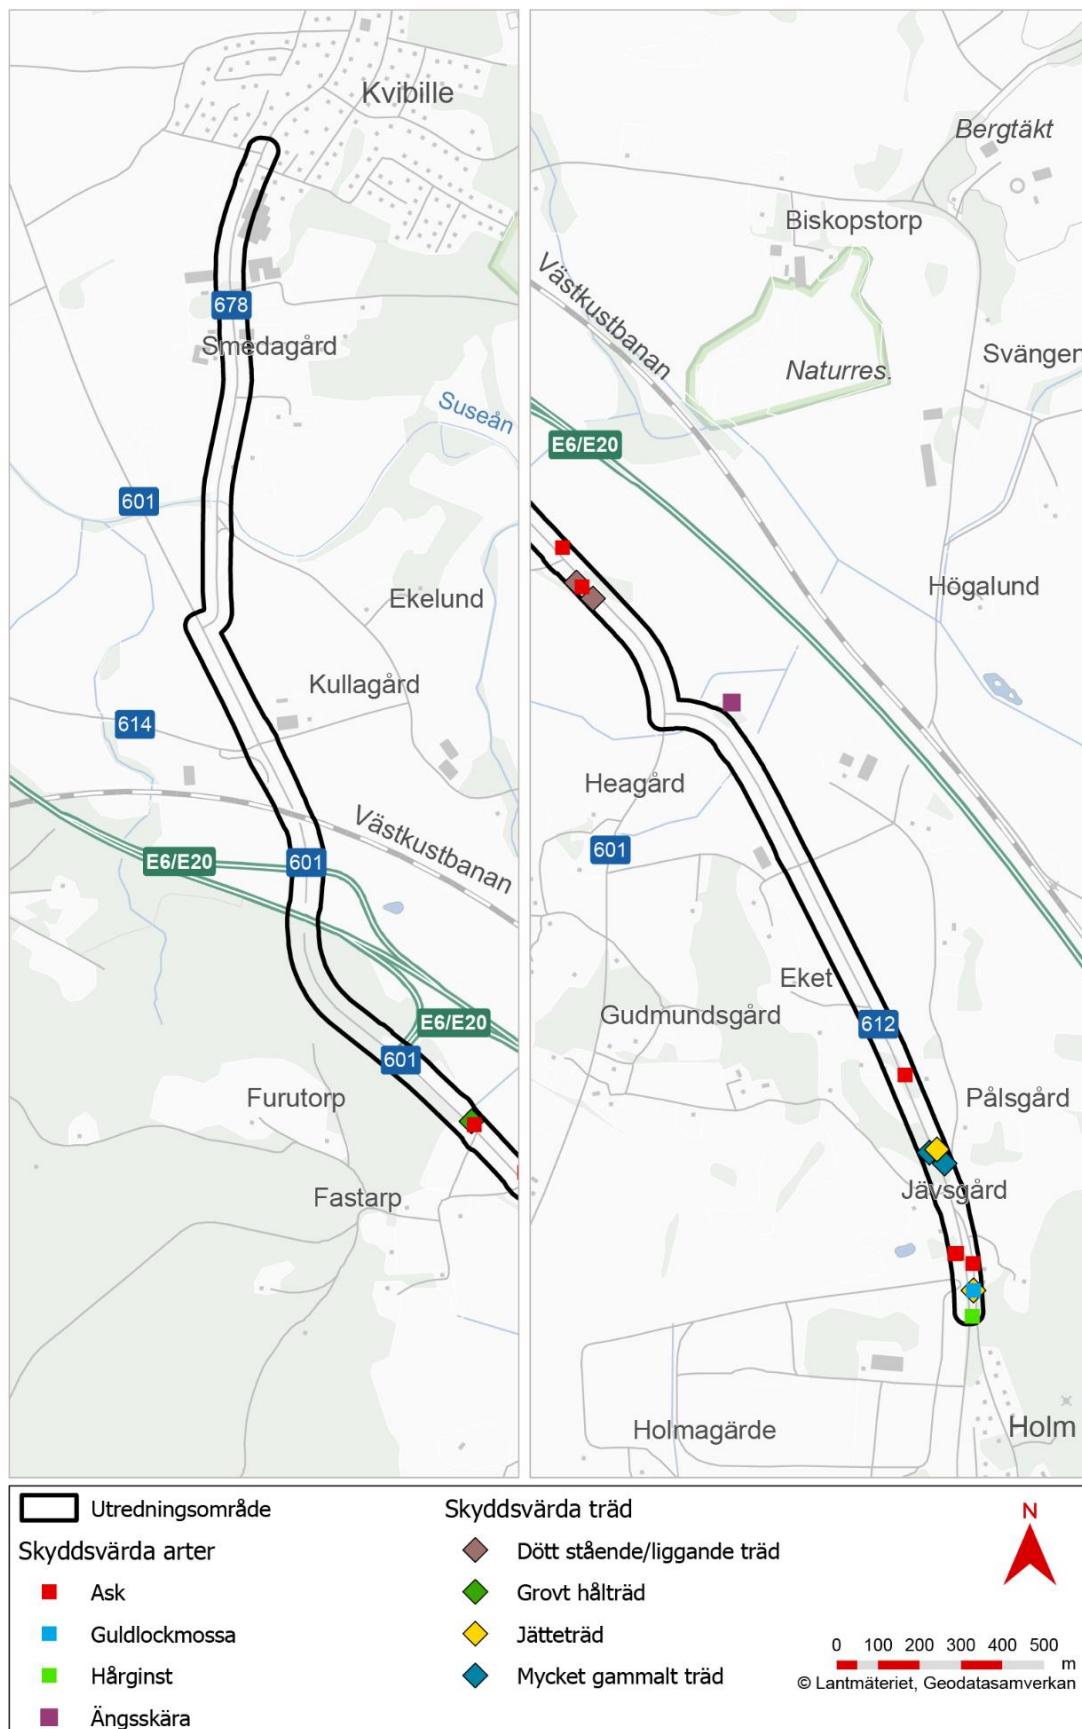 Kvibille
678
Smedagård
Suseån
601
Ekelund
Kullagård
614
Västkustbanan
E6/E20
601
E6/E20
601
Furutorp
Fastarp
Bergtäkt
Biskopstorp
Västkustbanan
Svängen
Naturres.
E6/E20
Högalund
Heagård
601
Eket
Gudmundsgård
612
Pålsgård
Jävsgård
Holmagärde
Holm
Utredningsområde
Skyddsvärda arter
Ask
Guldlockmossa
Hårginst
Ängsskära
Skyddsvärda träd
Dött stående/liggande träd
Grovt hålträd
Jätteträd
Mycket gammalt träd
N
0 100 200 300 400 500
m
© Lantmäteriet, Geodatasamverkan